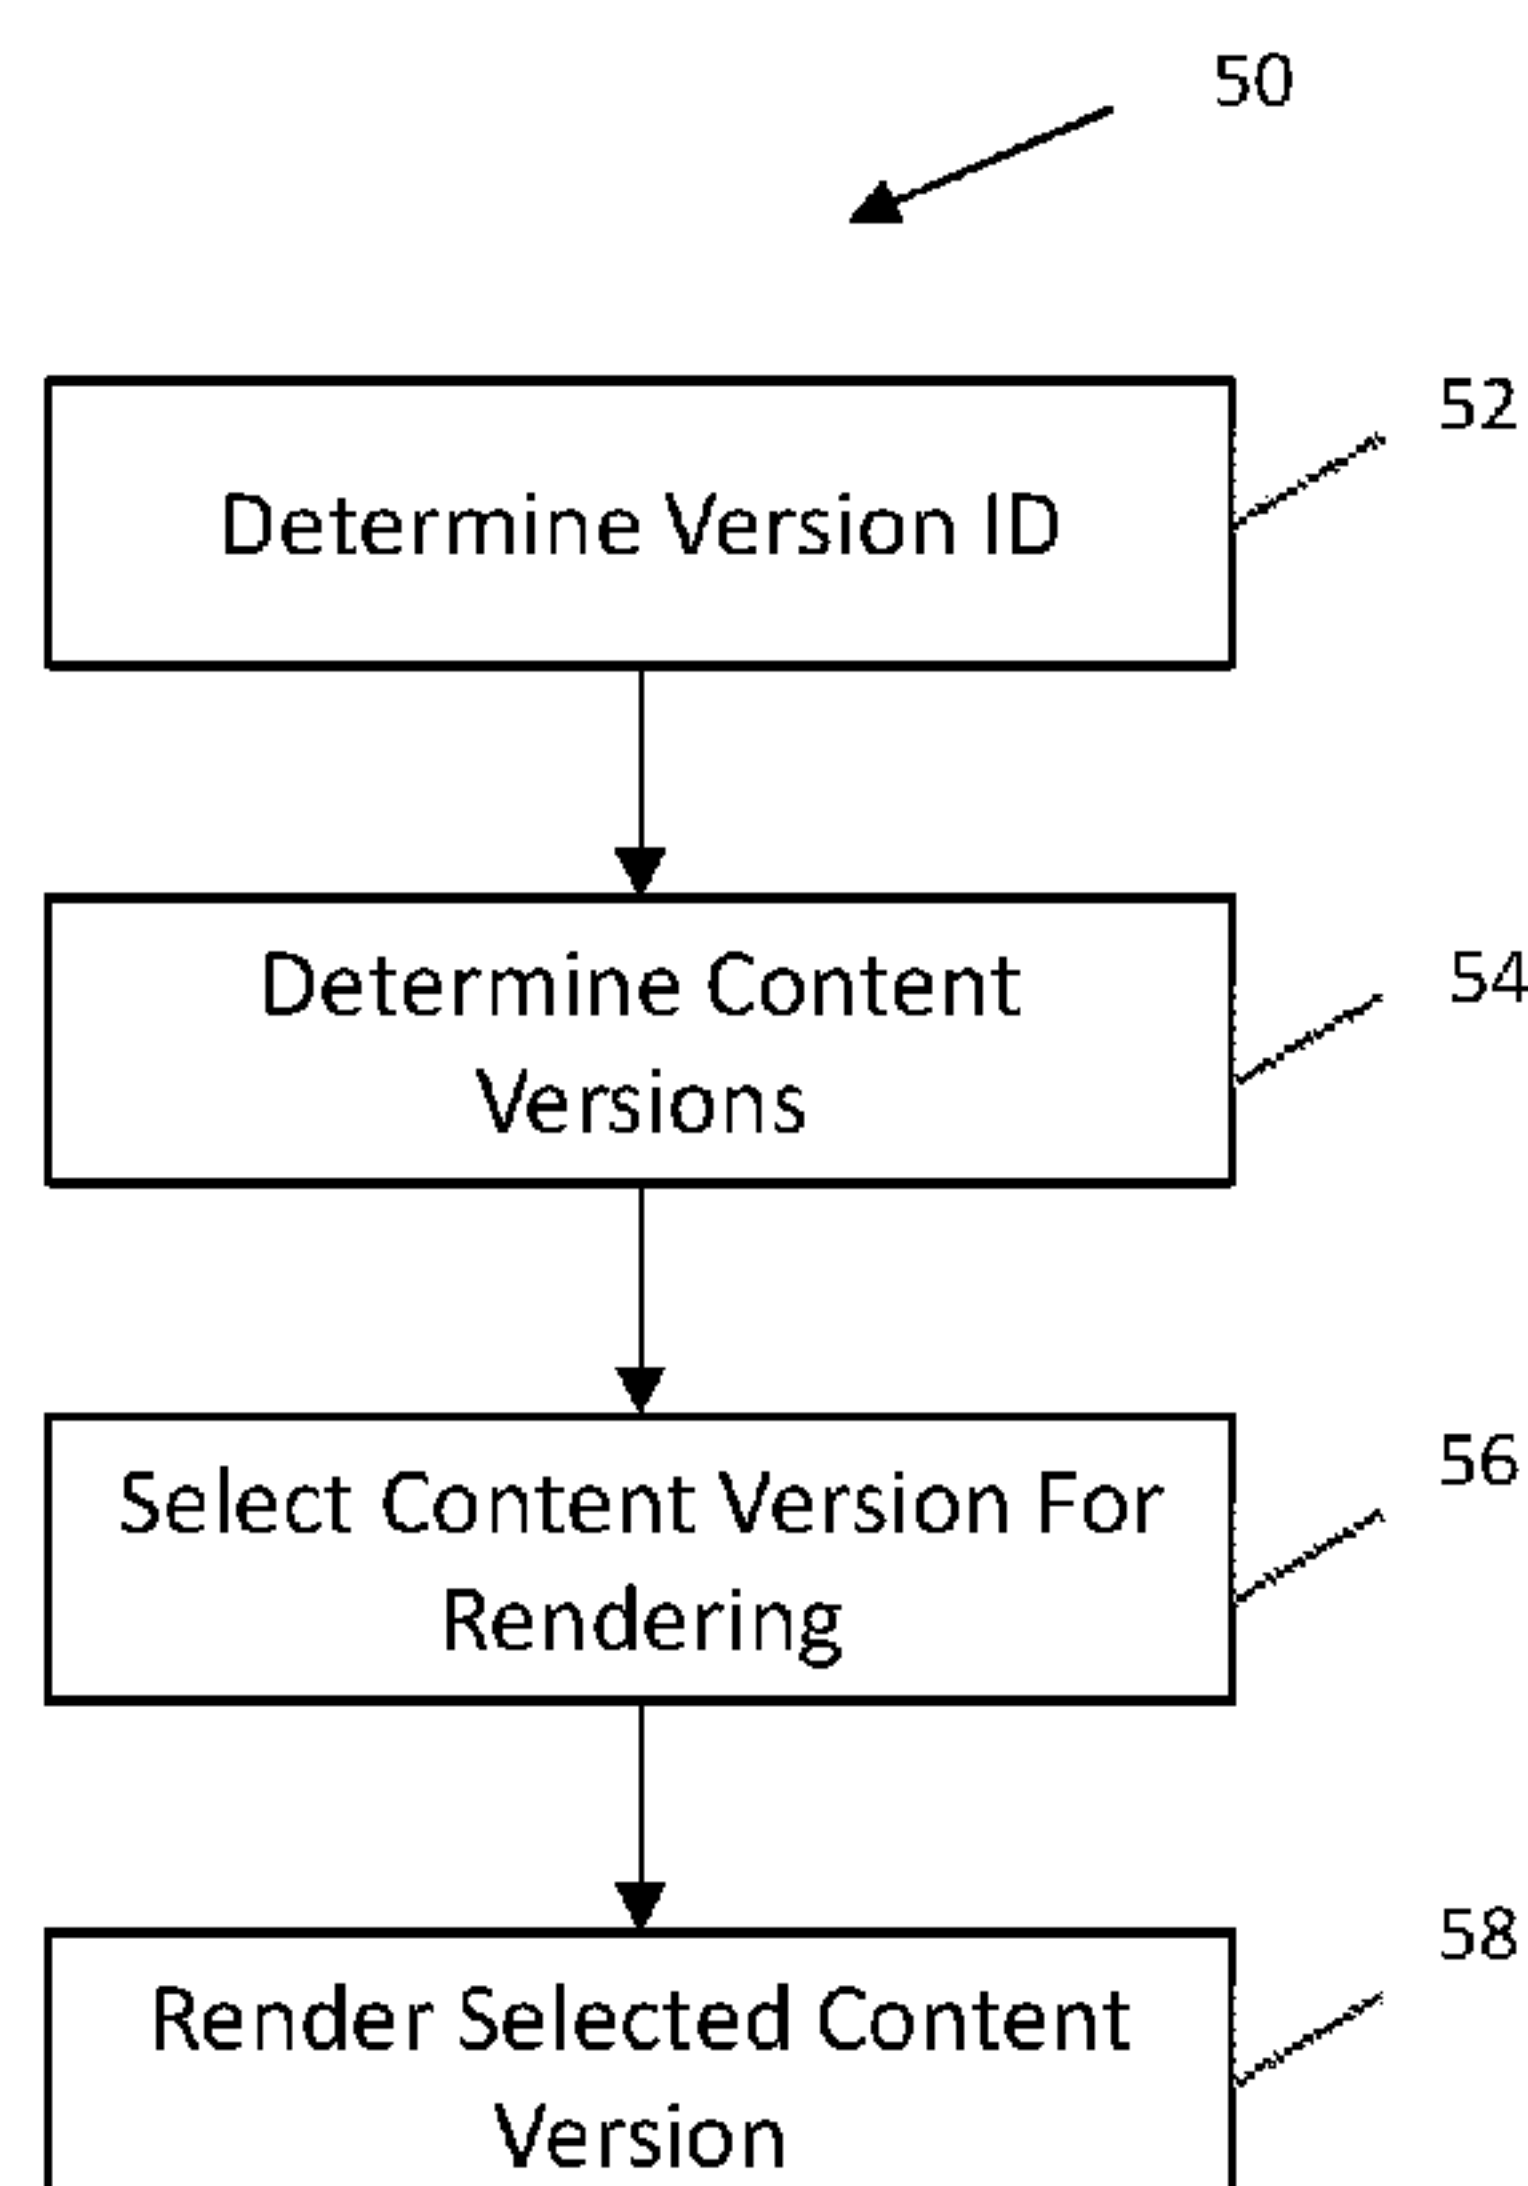 50
52
Determine Version ID
54
Determine Content
Versions
56
Select Content Version For
Rendering
58
Render Selected Content
Version